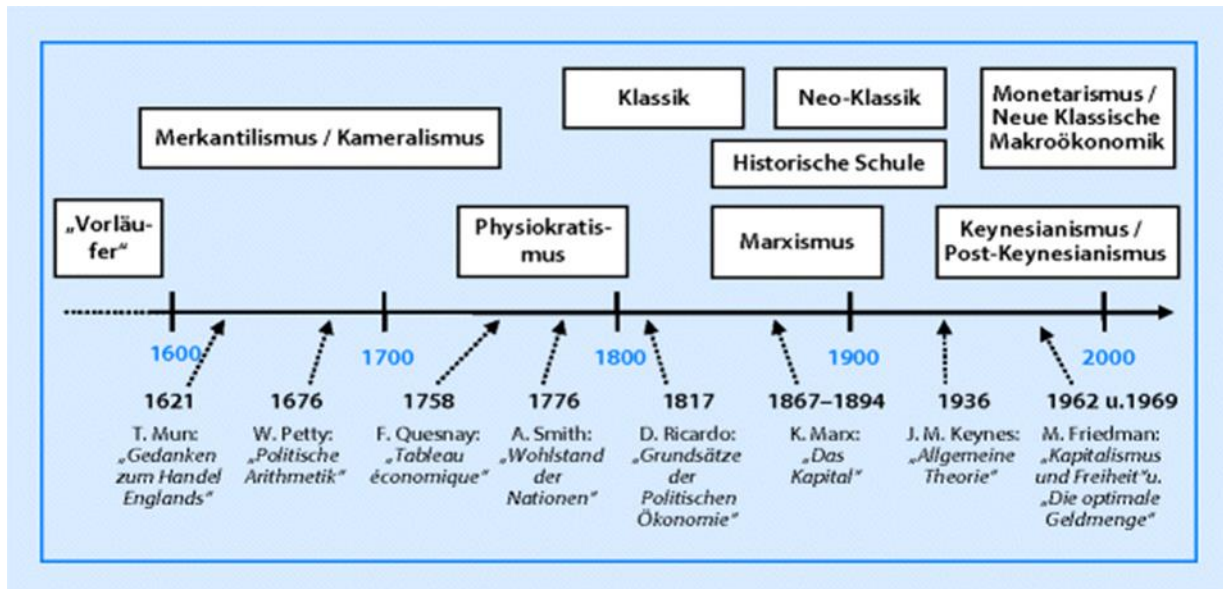 Klassik
Neo-Klassik
Monetarismus /
Neue Klassische
Makroökonomik
Merkantilismus / Kameralismus
Historische Schule
„Vorläu-
fer“
Physiokratis-
mus
Marxismus
Keynesianismus /
Post-Keynesianismus
1600
1700
1800
1900
2000
1621
T. Mun:
„Gedanken
zum Handel
Englands“
1676
W. Petty:
„Politische
Arithmetik“
1758
F. Quesnay:
„Tableau
économique“
1776
A. Smith:
„Wohlstand
der
Nationen“
1817
D. Ricardo:
„Grundsätze
der
Politischen
Ökonomie“
1867–1894
K. Marx:
„Das
Kapital“
1936
J. M. Keynes:
„Allgemeine
Theorie“
1962 u.1969
M. Friedman:
„Kapitalismus
und Freiheit“u.
„Die optimale
Geldmenge“